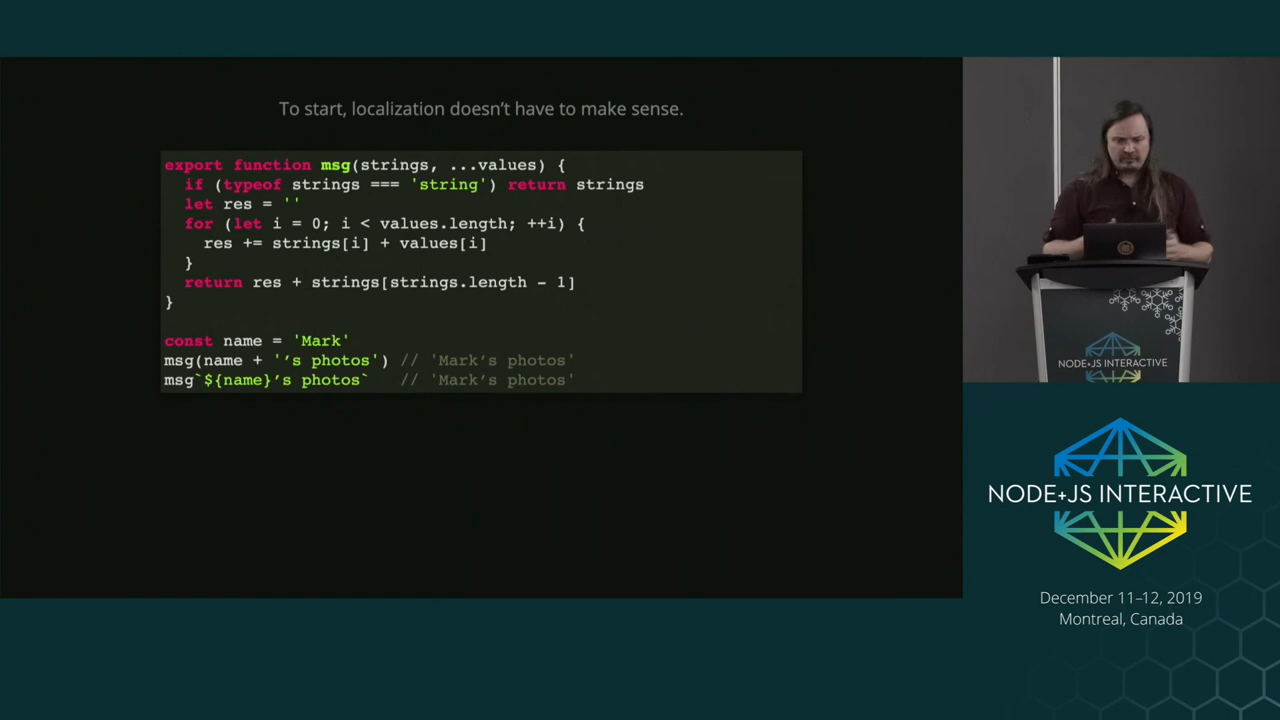 To start, localization doesn’t have to make sense.
export function msg(strings, ...values) {
  if (typeof strings === 'string') return strings
  let res = ''
  for (let i = 0; i < values.length; ++i) {
    res += strings[i] + values[i]
  }
  return res + strings[strings.length - 1]
}
const name = 'Mark'
msg(name + '’s photos') // 'Mark’s photos'
msg`${name}’s photos`   // 'Mark’s photos'
NODE+JS INTERACTIVE
NODE+JS INTERACTIVE
December 11–12, 2019
Montreal, Canada